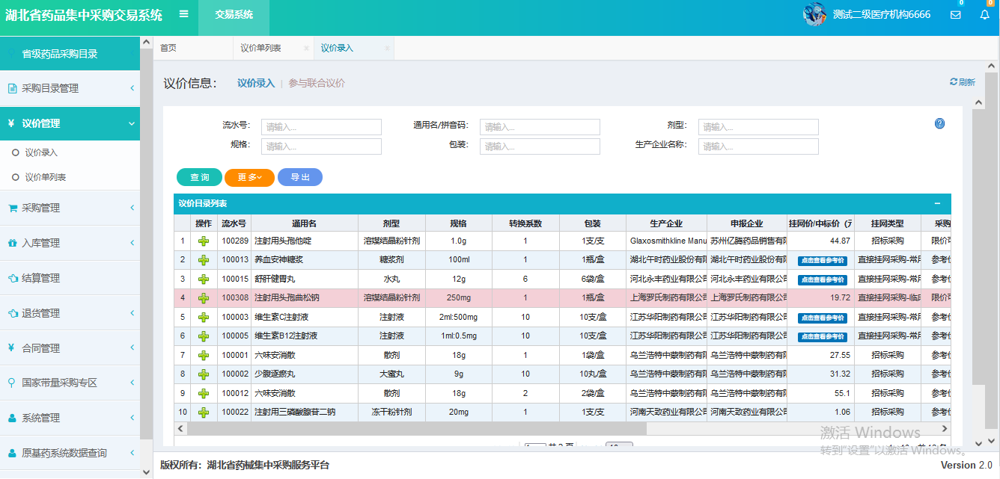 湖北省药品集中采购交易系统 交易系统 测试二级医疗机构6666 0 0
省级药品采购目录
采购目录管理
议价管理
议价录入
议价单列表
采购管理
入库管理
结算管理
退货管理
合同管理
国家带量采购专区
系统管理
原基药系统数据查询
首页 议价单列表 议价录入
议价信息: 议价录入 | 参与联合议价 刷新
流水号: 请输入... 通用名/拼音码: 请输入... 剂型: 请输入...
规格: 请输入... 包装: 请输入... 生产企业名称: 请输入...
查 询 更 多 导 出
议价目录列表
操作 流水号 通用名 剂型 规格 转换系数 包装 生产企业 申报企业 挂网价/中标价 (元 挂网类型 采购
1 100289 注射用头孢他啶 溶媒结晶粉针剂 1.0g 1 1支/支 Glaxosmithkline Manu 苏州亿腾药品销售有限 44.87 招标采购 限价可
2 100013 养血安神糖浆 糖浆剂 100ml 1 1瓶/盒 湖北午时药业股份有限 湖北午时药业股份有限 点击查看参考价 直接挂网采购-常用 参考价
3 100015 舒肝健胃丸 水丸 12g 6 6袋/盒 河北永丰药业有限公司 河北永丰药业有限公司 点击查看参考价 直接挂网采购-常用 参考价
4 100308 注射用头孢曲松钠 溶媒结晶粉针剂 250mg 1 1瓶/盒 上海罗氏制药有限公司 上海罗氏制药有限公司 19.72 直接挂网采购-临床 限价可
5 100003 维生素C注射液 注射液 2ml:500mg 10 10支/盒 江苏华阳制药有限公司 江苏华阳制药有限公司 点击查看参考价 直接挂网采购-常用 参考价
6 100005 维生素B12注射液 注射液 1ml:0.5mg 10 10支/盒 江苏华阳制药有限公司 江苏华阳制药有限公司 点击查看参考价 直接挂网采购-常用 参考价
7 100001 六味安消散 散剂 18g 1 1袋/盒 乌兰浩特中蒙制药有限 乌兰浩特中蒙制药有限 27.55 招标采购 参考价
8 100002 少腹逐瘀丸 大蜜丸 9g 10 10丸/盒 乌兰浩特中蒙制药有限 乌兰浩特中蒙制药有限 31.32 招标采购 参考价
9 100012 六味安消散 散剂 18g 2 2袋/盒 乌兰浩特中蒙制药有限 乌兰浩特中蒙制药有限 55.1 招标采购 参考价
10 100022 注射用三磷酸腺苷二钠 冻干粉针剂 20mg 1 1支/支 河南天致药业有限公司 河南天致药业有限公司 1.06 招标采购 参考价
激活 Windows
转到"设置"以激活 Windows。
版权所有: 湖北省药械集中采购服务平台 Version 2.0